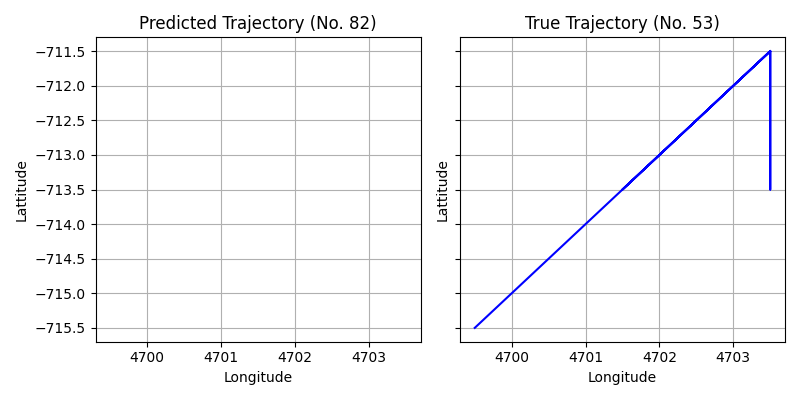 Predicted Trajectory (No. 82)
True Trajectory (No. 53)
Lattitude
−711.5
−712.0
−712.5
−713.0
−713.5
−714.0
−714.5
−715.0
−715.5
4700 4701 4702 4703
Longitude
Lattitude
4700 4701 4702 4703
Longitude